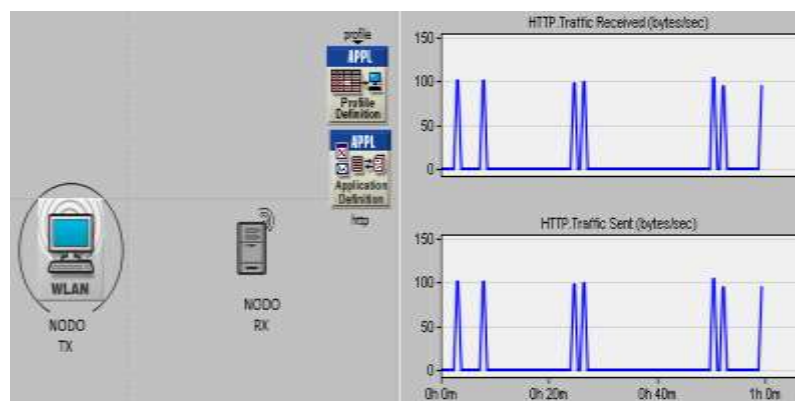 profile
APPL
Profile
Definition
APPL
Application
Definition
http
WLAN
NODO
TX
NODO
RX
HTTP.Traffic Received (bytes/sec)
150
100
50
0
HTTP.Traffic Sent (bytes/sec)
150
100
50
0
0h 0m
0h 20m
0h 40m
1h 0m